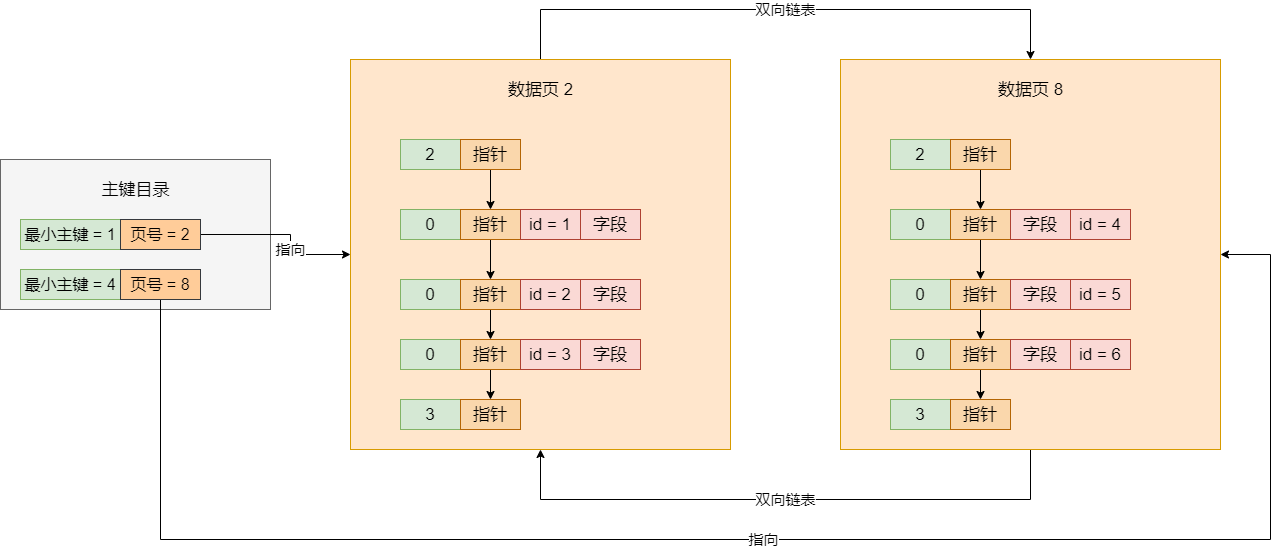 双向链表
数据页 2
数据页 8
2 指针
2 指针
主键目录
0 指针 id = 1 字段
0 指针 字段 id = 4
最小主键 = 1 页号 = 2
指向
最小主键 = 4 页号 = 8
0 指针 id = 2 字段
0 指针 字段 id = 5
0 指针 id = 3 字段
0 指针 字段 id = 6
3 指针
3 指针
双向链表
指向